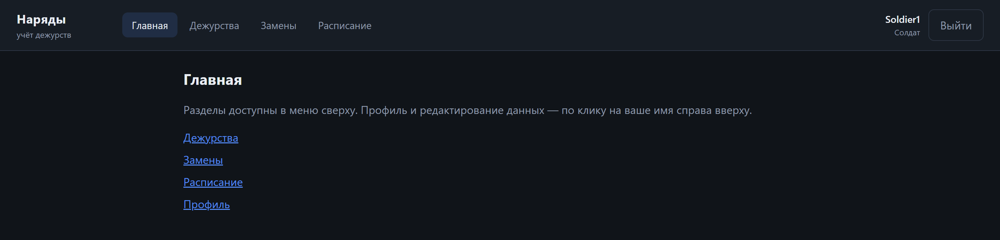 Наряды
учёт дежурств
Главная
Дежурства
Замены
Расписание
Soldier1
Солдат
Выйти
Главная
Разделы доступны в меню сверху. Профиль и редактирование данных — по клику на ваше имя справа вверху.
Дежурства
Замены
Расписание
Профиль